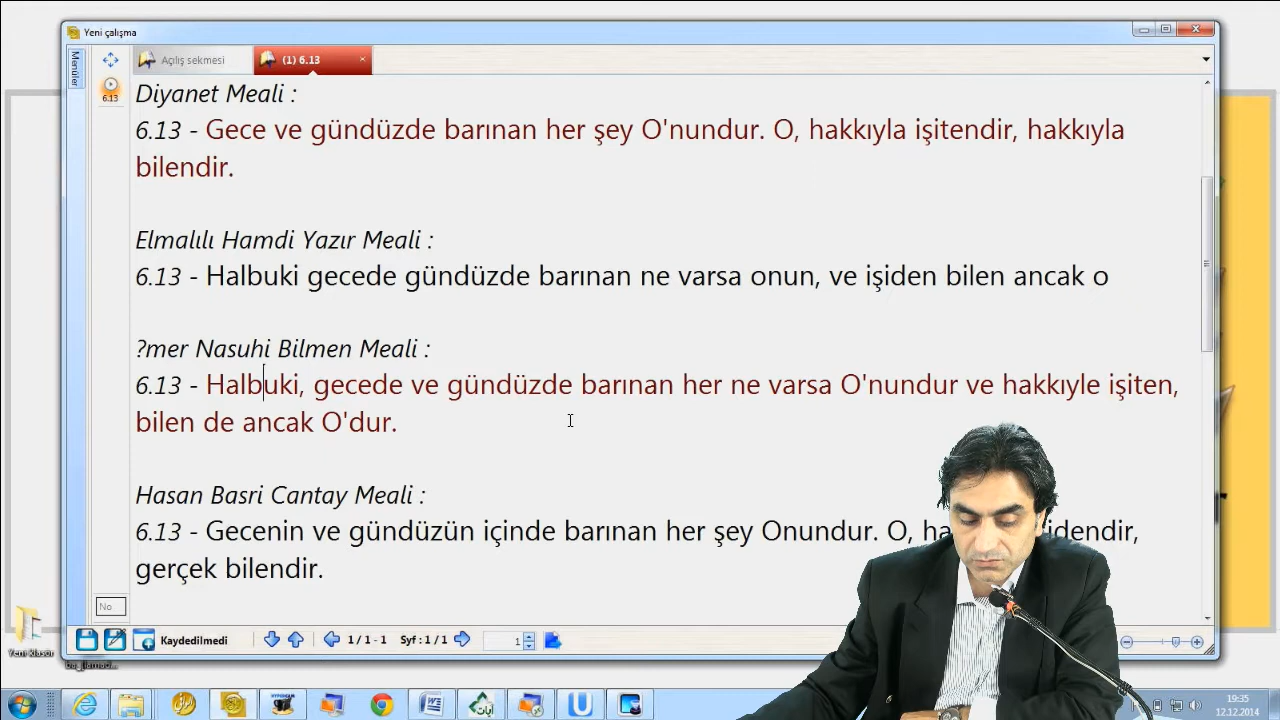 Yeni çalışma
Menüler
Açılış sekmesi
(1) 6.13
6.13
Diyanet Meali :
6.13 - Gece ve gündüzde barınan her şey O'nundur. O, hakkıyla işitendir, hakkıyla
bilendir.
Elmalılı Hamdi Yazır Meali :
6.13 - Halbuki gecede gündüzde barınan ne varsa onun, ve işiden bilen ancak o
?mer Nasuhi Bilmen Meali :
6.13 - Halbuki, gecede ve gündüzde barınan her ne varsa O'nundur ve hakkıyle işiten,
bilen de ancak O'dur.
Hasan Basri Cantay Meali :
6.13 - Gecenin ve gündüzün içinde barınan her şey Onundur. O, ha idendir,
gerçek bilendir.
No
Kaydedilmedi
1 / 1 - 1
Syf : 1 / 1
1
Yeni klasör
19:35
12.12.2014